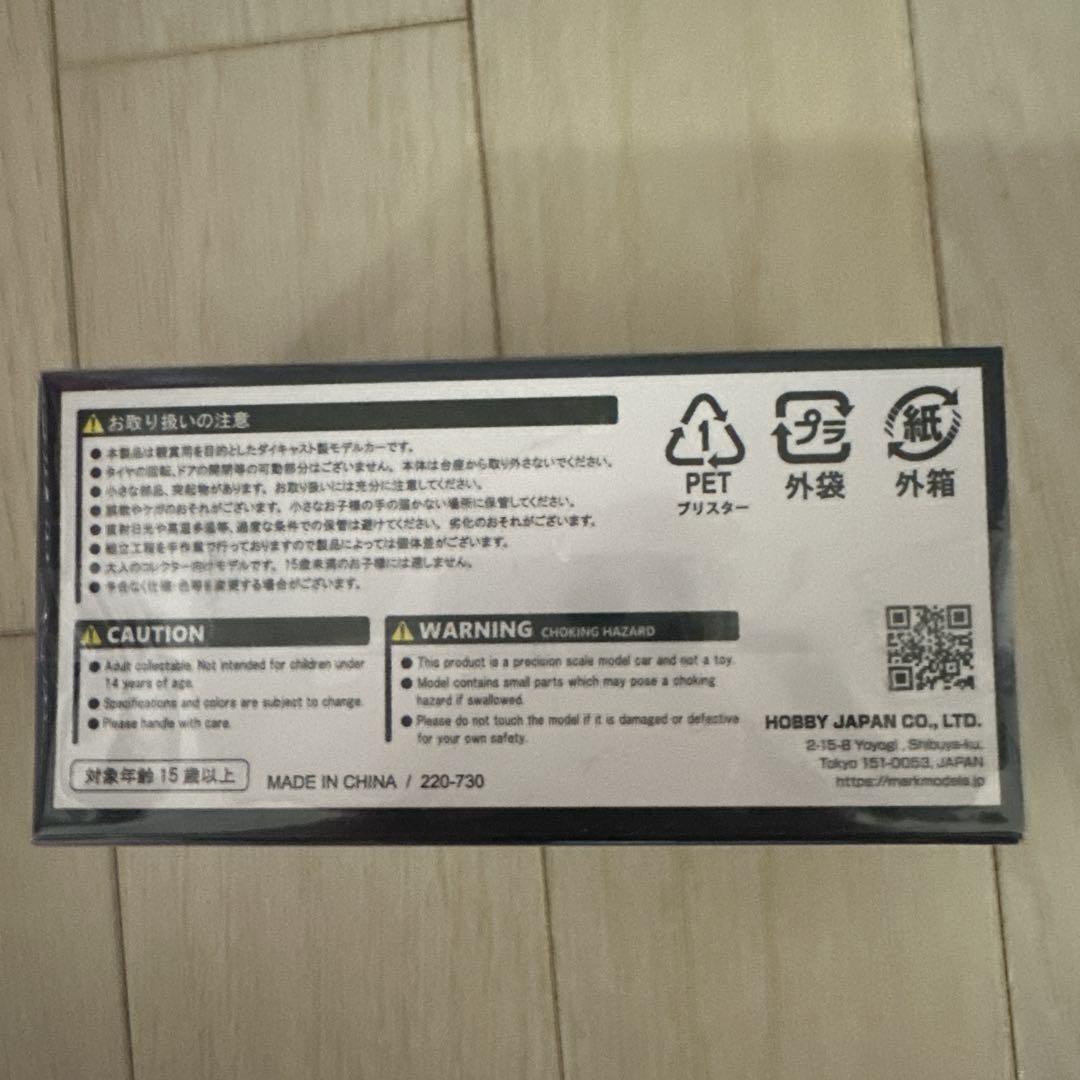 お取り扱いの注意
● 本製品は観賞用を目的としたダイキャスト製モデルカーです。
● タイヤの回転、ドアの開閉等の可動部分はございません。本体は台座から取り外さないでください。
● 小さな部品、突起物があります。お取り扱いには充分に注意してください。
● 誤飲やケガのおそれがございます。小さなお子様の手の届かない場所に保管してください。
● 直射日光や高温多湿等、過度な条件での保管は避けてください。劣化のおそれがございます。
● 組立工程を手作業で行っておりますので製品によっては個体差がございます。
● 大人のコレクター向けモデルです。15歳未満のお子様には適しません。
● 予告なく仕様・色等を変更する場合がございます。
1
PET
ブリスター
プラ
外袋
紙
外箱
CAUTION
● Adult collectable. Not intended for children under
14 years of age.
● Specifications and colors are subject to change.
● Please handle with care.
WARNING CHOKING HAZARD
● This product is a precision scale model car and not a toy.
● Model contains small parts which may pose a choking
hazard if swallowed.
● Please do not touch the model if it is damaged or defective
for your own safety.
HOBBY JAPAN CO., LTD.
2-15-8 Yoyogi , Shibuya-ku,
Tokyo 151-0053, JAPAN
https://markmodels.jp
対象年齢 15 歳以上
MADE IN CHINA / 220-730